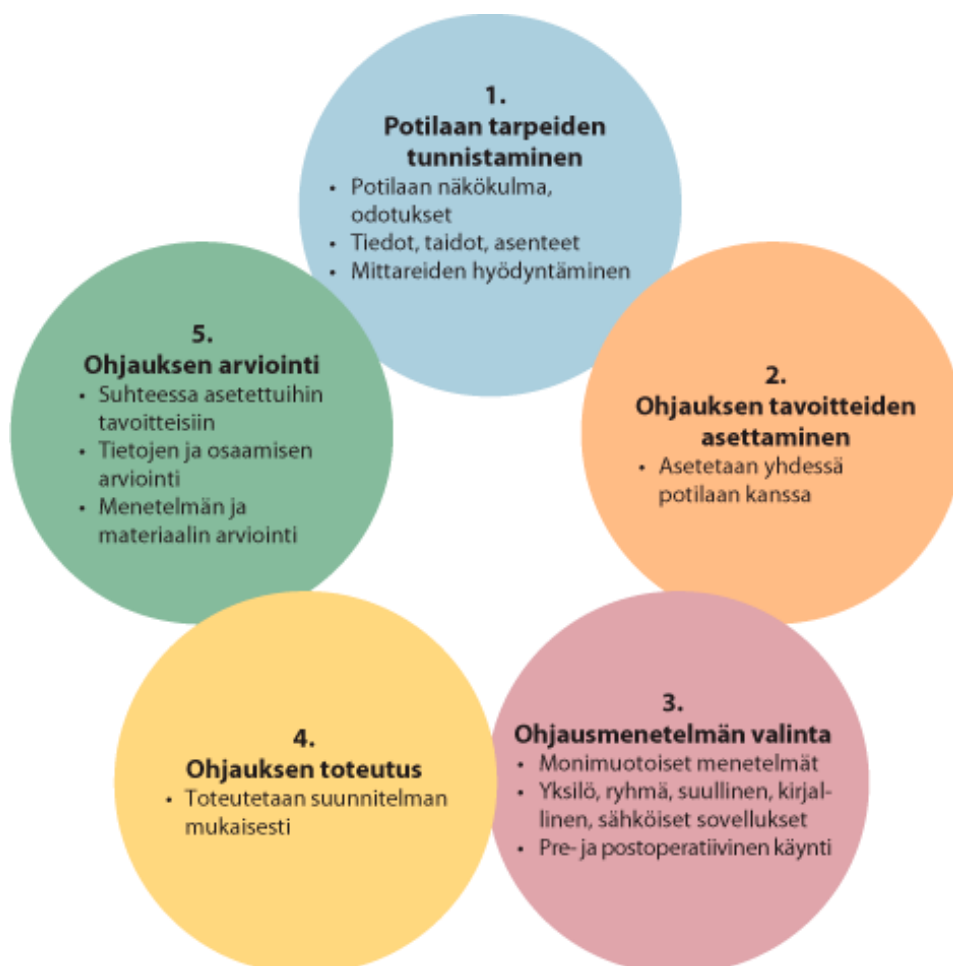 1.
Potilaan tarpeiden
tunnistaminen
• Potilaan näkökulma,
odotukset
• Tiedot, taidot, asenteet
• Mittareiden hyödyntäminen
2.
Ohjauksen tavoitteiden
asettaminen
• Asetetaan yhdessä
potilaan kanssa
3.
Ohjausmenetelmän valinta
• Monimuotoiset menetelmät
• Yksilö, ryhmä, suullinen, kirjal-
linen, sähköiset sovellukset
• Pre- ja postoperatiivinen käynti
4.
Ohjauksen toteutus
• Toteutetaan suunnitelman
mukaisesti
5.
Ohjauksen arviointi
• Suhteessa asetettuihin
tavoitteisiin
• Tietojen ja osaamisen
arviointi
• Menetelmän ja
materiaalin arviointi